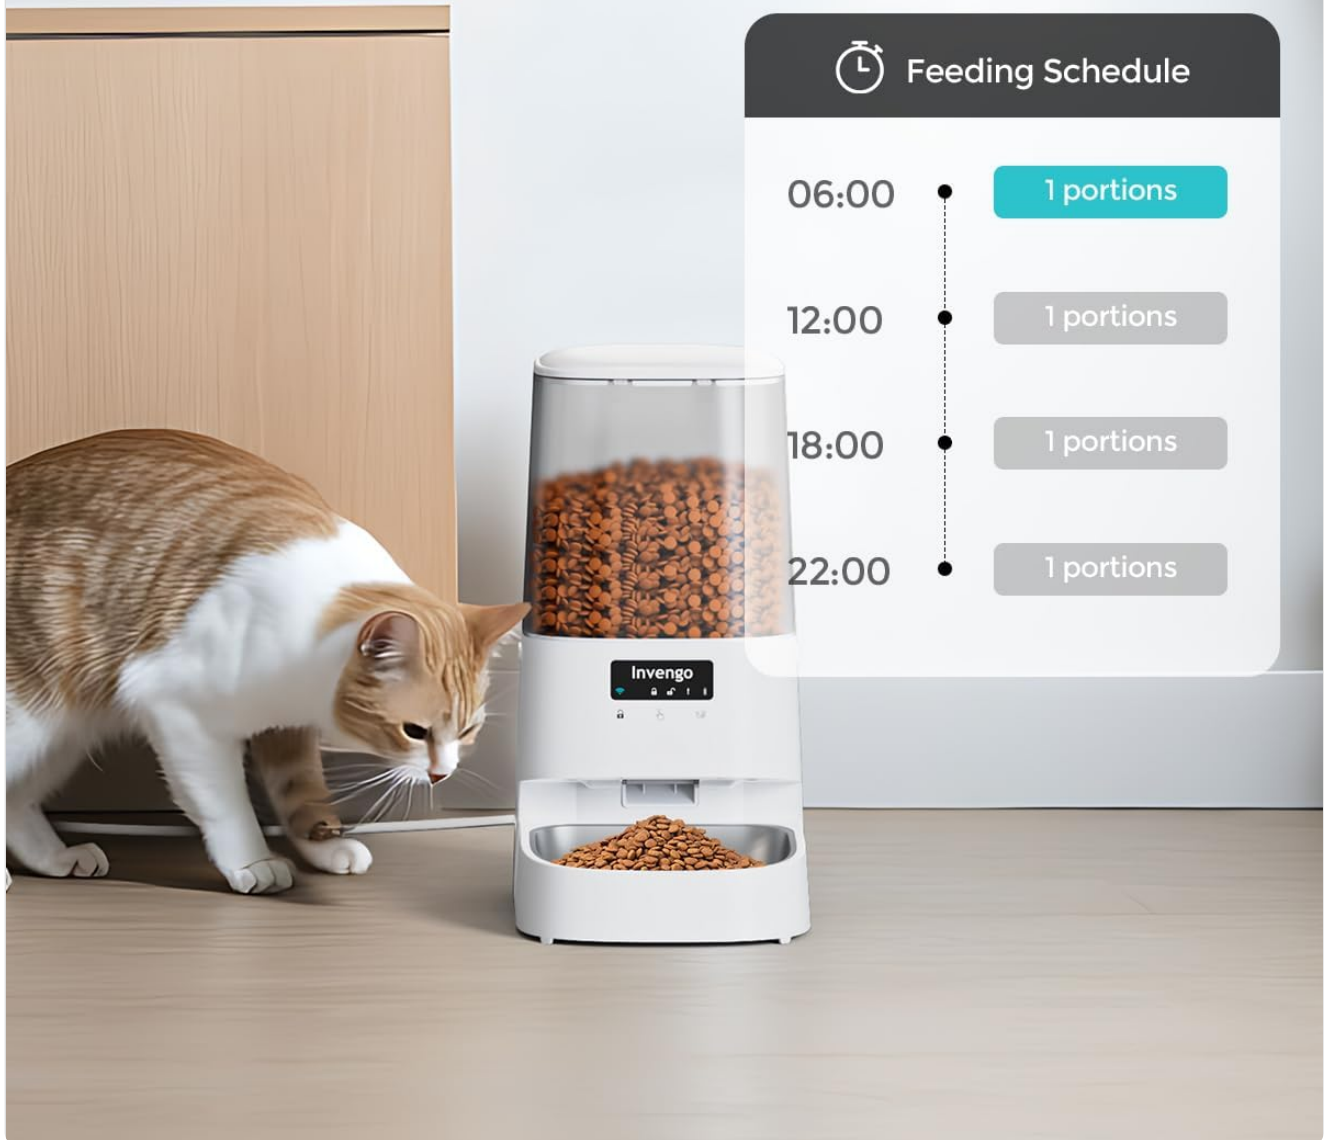 Feeding Schedule
06:00 1 portions
12:00 1 portions
18:00 1 portions
22:00 1 portions
Invengo